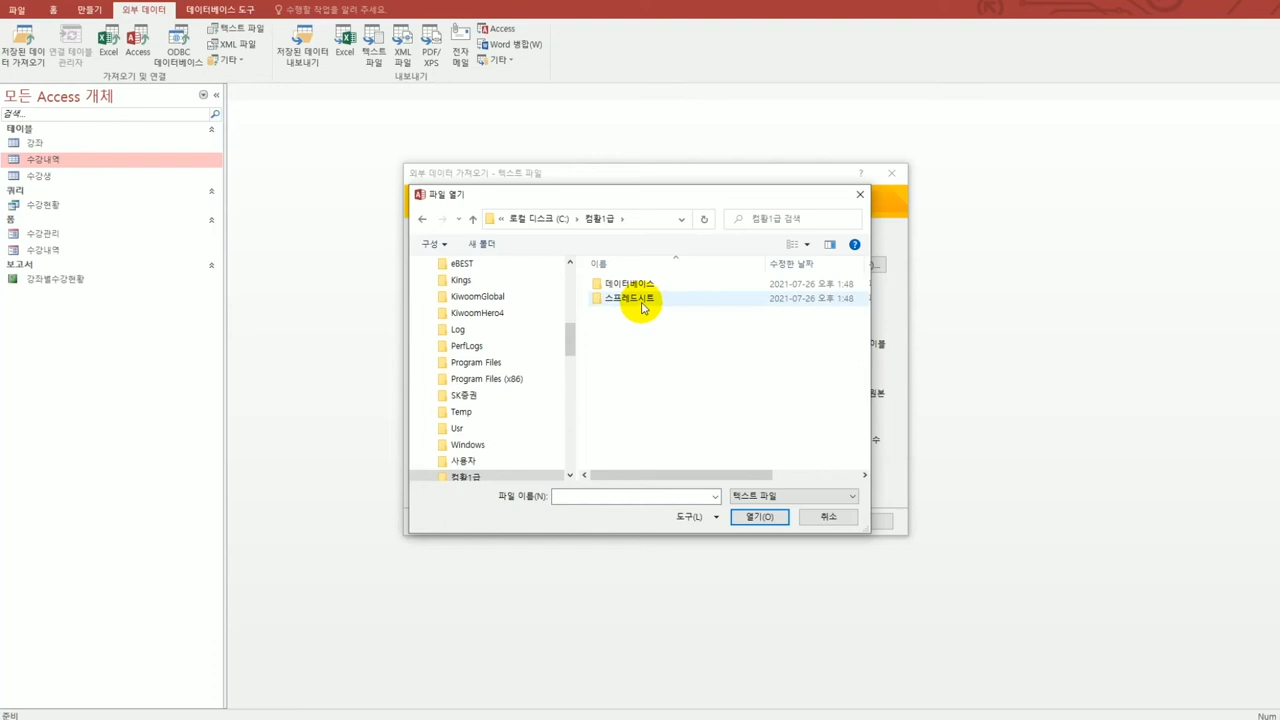 파일 홈 만들기 외부 데이터 데이터베이스 도구 수행할 작업을 알려 주세요.
저장된 데이터 가져오기
연결 테이블 관리자
Excel
Access
ODBC 데이터베이스
텍스트 파일
XML 파일
기타
가져오기 및 연결
저장된 데이터 내보내기
Excel
텍스트 파일
XML 파일
PDF/XPS
전자 메일
Access
Word 병합(W)
기타
내보내기
모든 Access 개체
검색...
테이블
강좌
수강내역
수강생
쿼리
수강현황
폼
수강관리
수강내역
보고서
강좌별수강현황
외부 데이터 가져오기 - 텍스트 파일 ?
파일 열기
« 로컬 디스크 (C:) › 컴활1급 ›
컴활1급 검색
구성 새 폴더
eBEST
Kings
KiwoomGlobal
KiwoomHero4
Log
PerfLogs
Program Files
Program Files (x86)
SK증권
Temp
Usr
Windows
사용자
컴활1급
이름 수정한 날짜
데이터베이스 2021-07-26 오후 1:48
스프레드시트 2021-07-26 오후 1:48
이블
원본
수
파일 이름(N): 텍스트 파일
도구(L) 열기(O) 취소
준비 Num